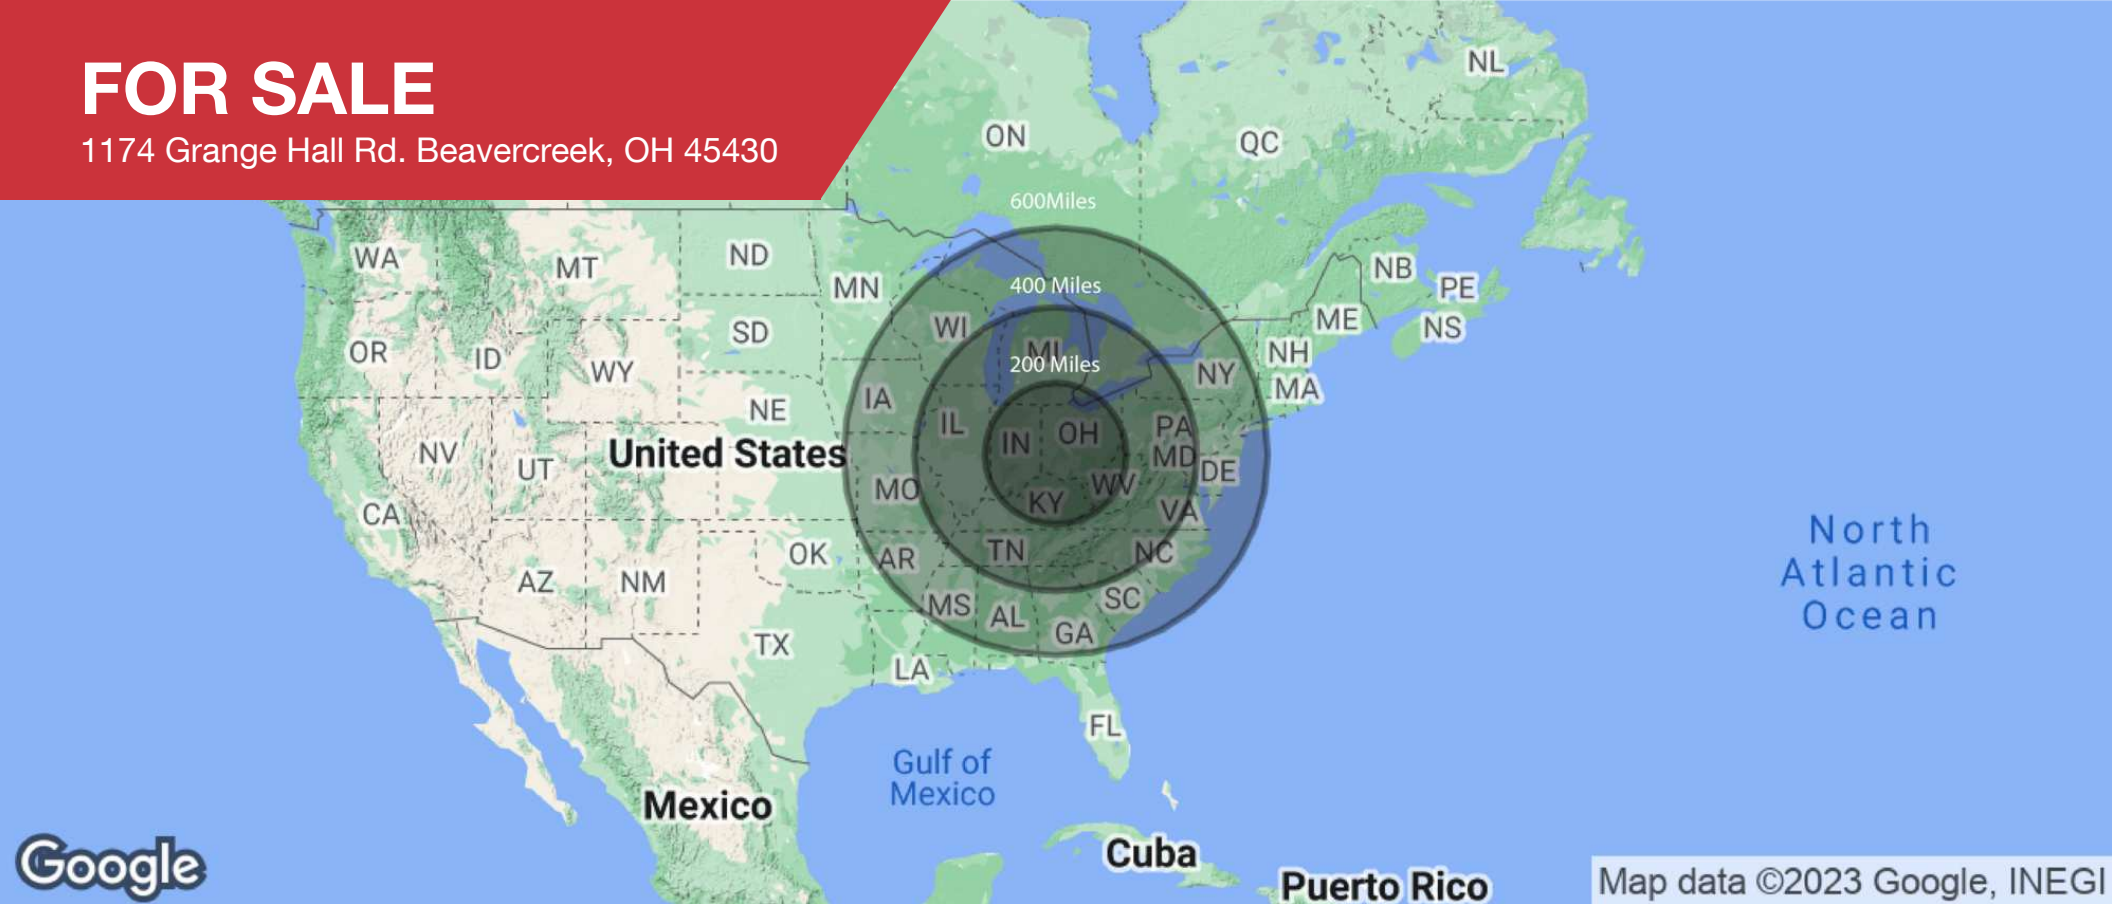 FOR SALE
1174 Grange Hall Rd. Beavercreek, OH 45430
NL
ON
QC
600Miles
WA
MT
ND
MN
400 Miles
NB
PE
OR
ID
WY
SD
WI
MI
200 Miles
NY
NH
ME
NS
MA
NV
UT
NE
IA
IL
IN
OH
PA
MD
DE
United States
CA
MO
KY
WV
VA
AZ
NM
OK
AR
TN
NC
North
Atlantic
Ocean
TX
MS
AL
GA
SC
LA
FL
Gulf of
Mexico
Mexico
Cuba
Puerto Rico
Google
Map data ©2023 Google, INEGI